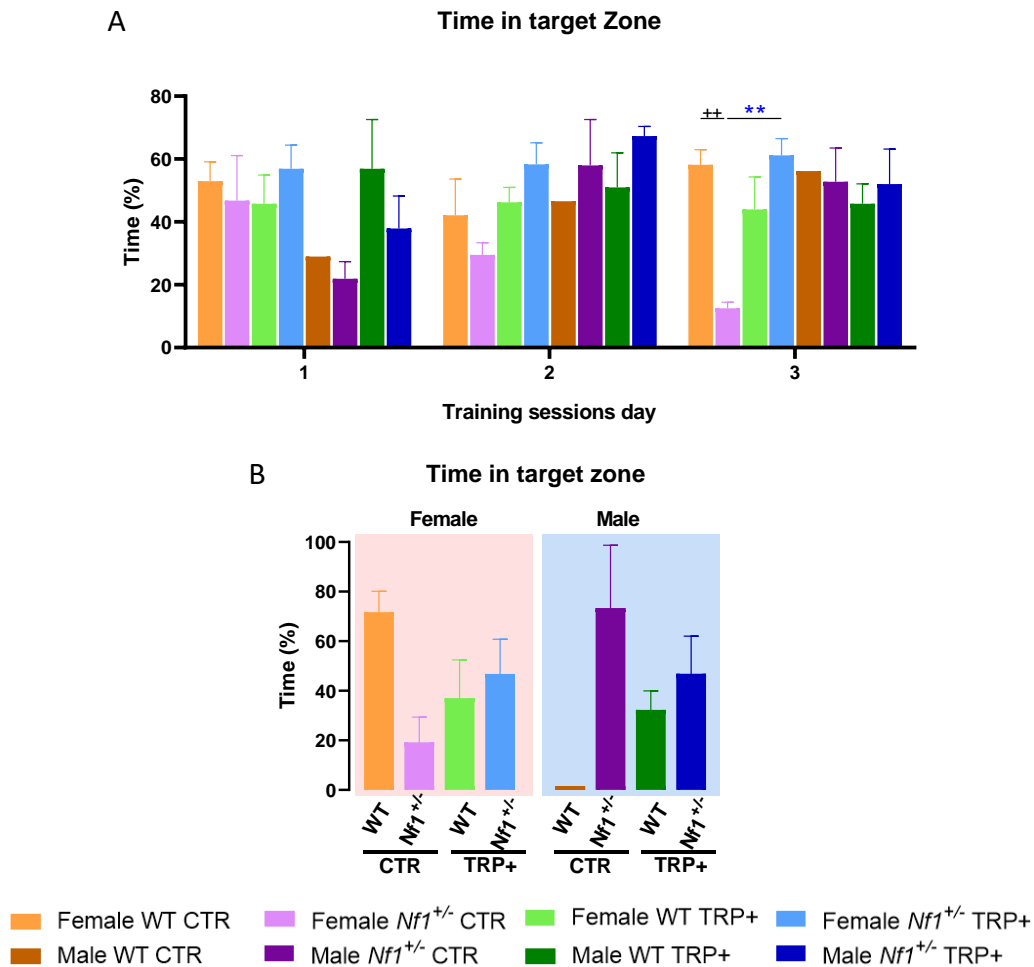 A
Time in target Zone
Time (%)
80
60
40
20
0
++
**
1 2 3
Training sessions day
B
Time in target zone
Female Male
Time (%)
100
80
60
40
20
0
WT Nf1+/- WT Nf1+/- WT Nf1+/- WT Nf1+/-
CTR TRP+ CTR TRP+
Female WT CTR Female Nf1+/- CTR Female WT TRP+ Female Nf1+/- TRP+
Male WT CTR Male Nf1+/- CTR Male WT TRP+ Male Nf1+/- TRP+